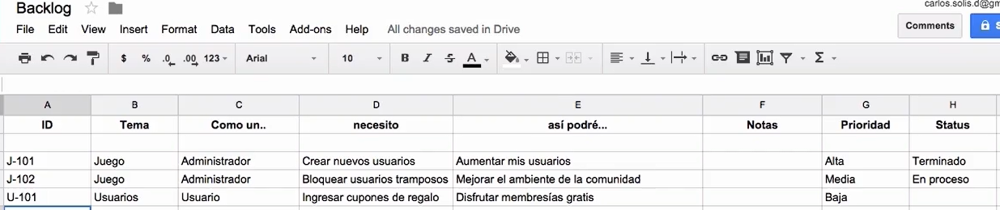 Backlog
carlos.solis.d@gm
File Edit View Insert Format Data Tools Add-ons Help All changes saved in Drive
Comments
$ % .0 .00 123 Arial 10 B I S A Σ
A B C D E F G H
ID Tema Como un.. necesito así podré... Notas Prioridad Status
J-101 Juego Administrador Crear nuevos usuarios Aumentar mis usuarios Alta Terminado
J-102 Juego Administrador Bloquear usuarios tramposos Mejorar el ambiente de la comunidad Media En proceso
U-101 Usuarios Usuario Ingresar cupones de regalo Disfrutar membresías gratis Baja